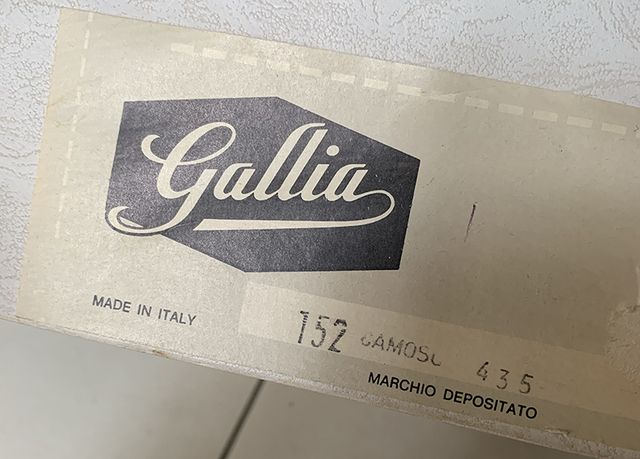 Gallia
MADE IN ITALY
152 CAMOSC 435
MARCHIO DEPOSITATO